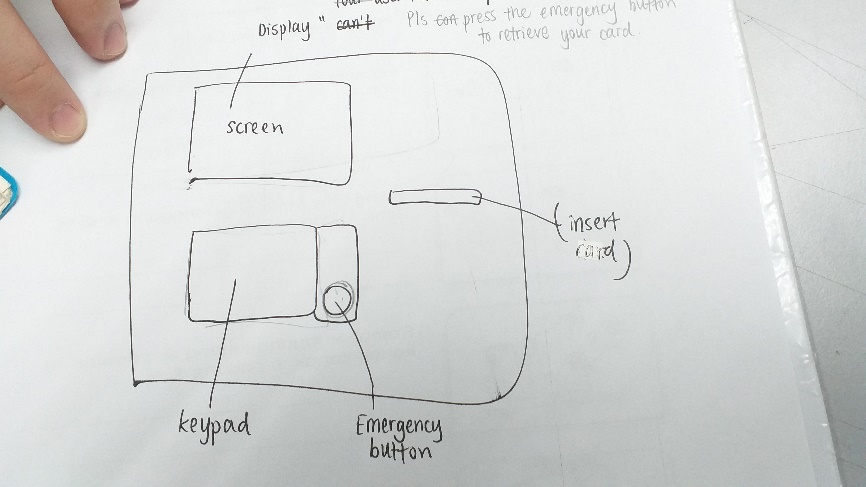 Display " can't Pls can press the emergency button
to retrieve your card.
screen
(insert
card)
keypad
Emergency
button